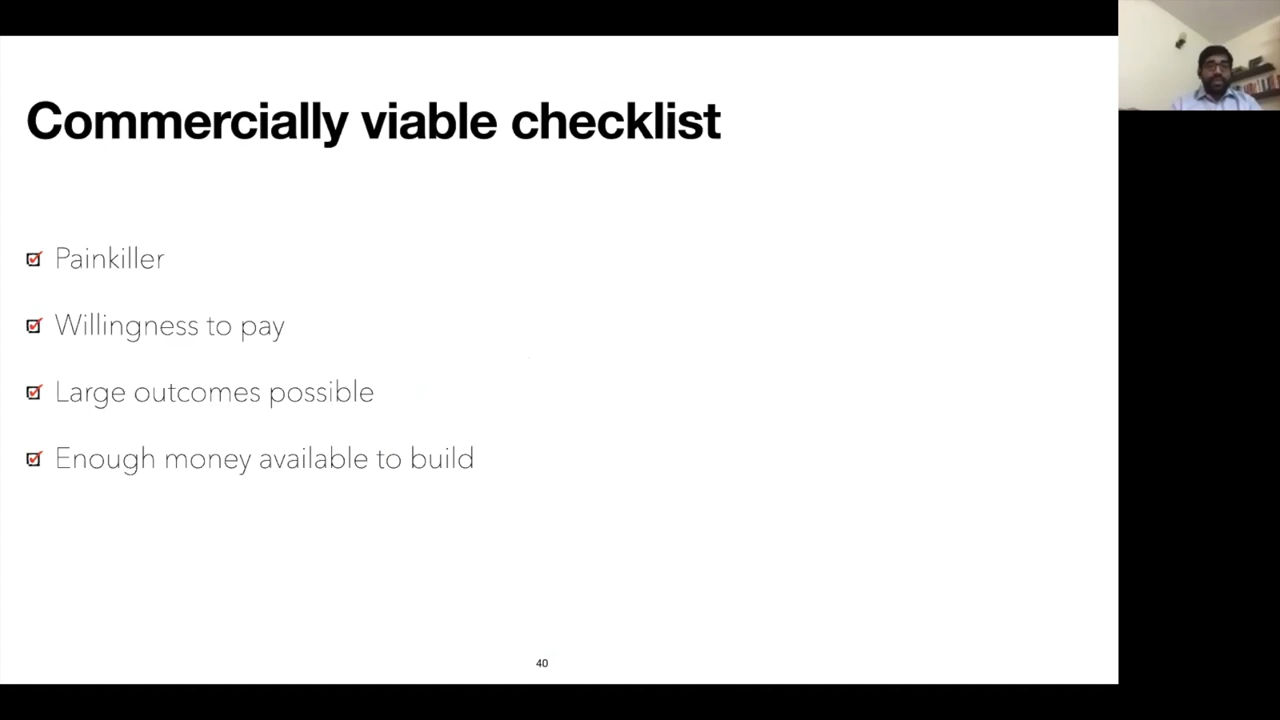 Commercially viable checklist
Painkiller
Willingness to pay
Large outcomes possible
Enough money available to build
40